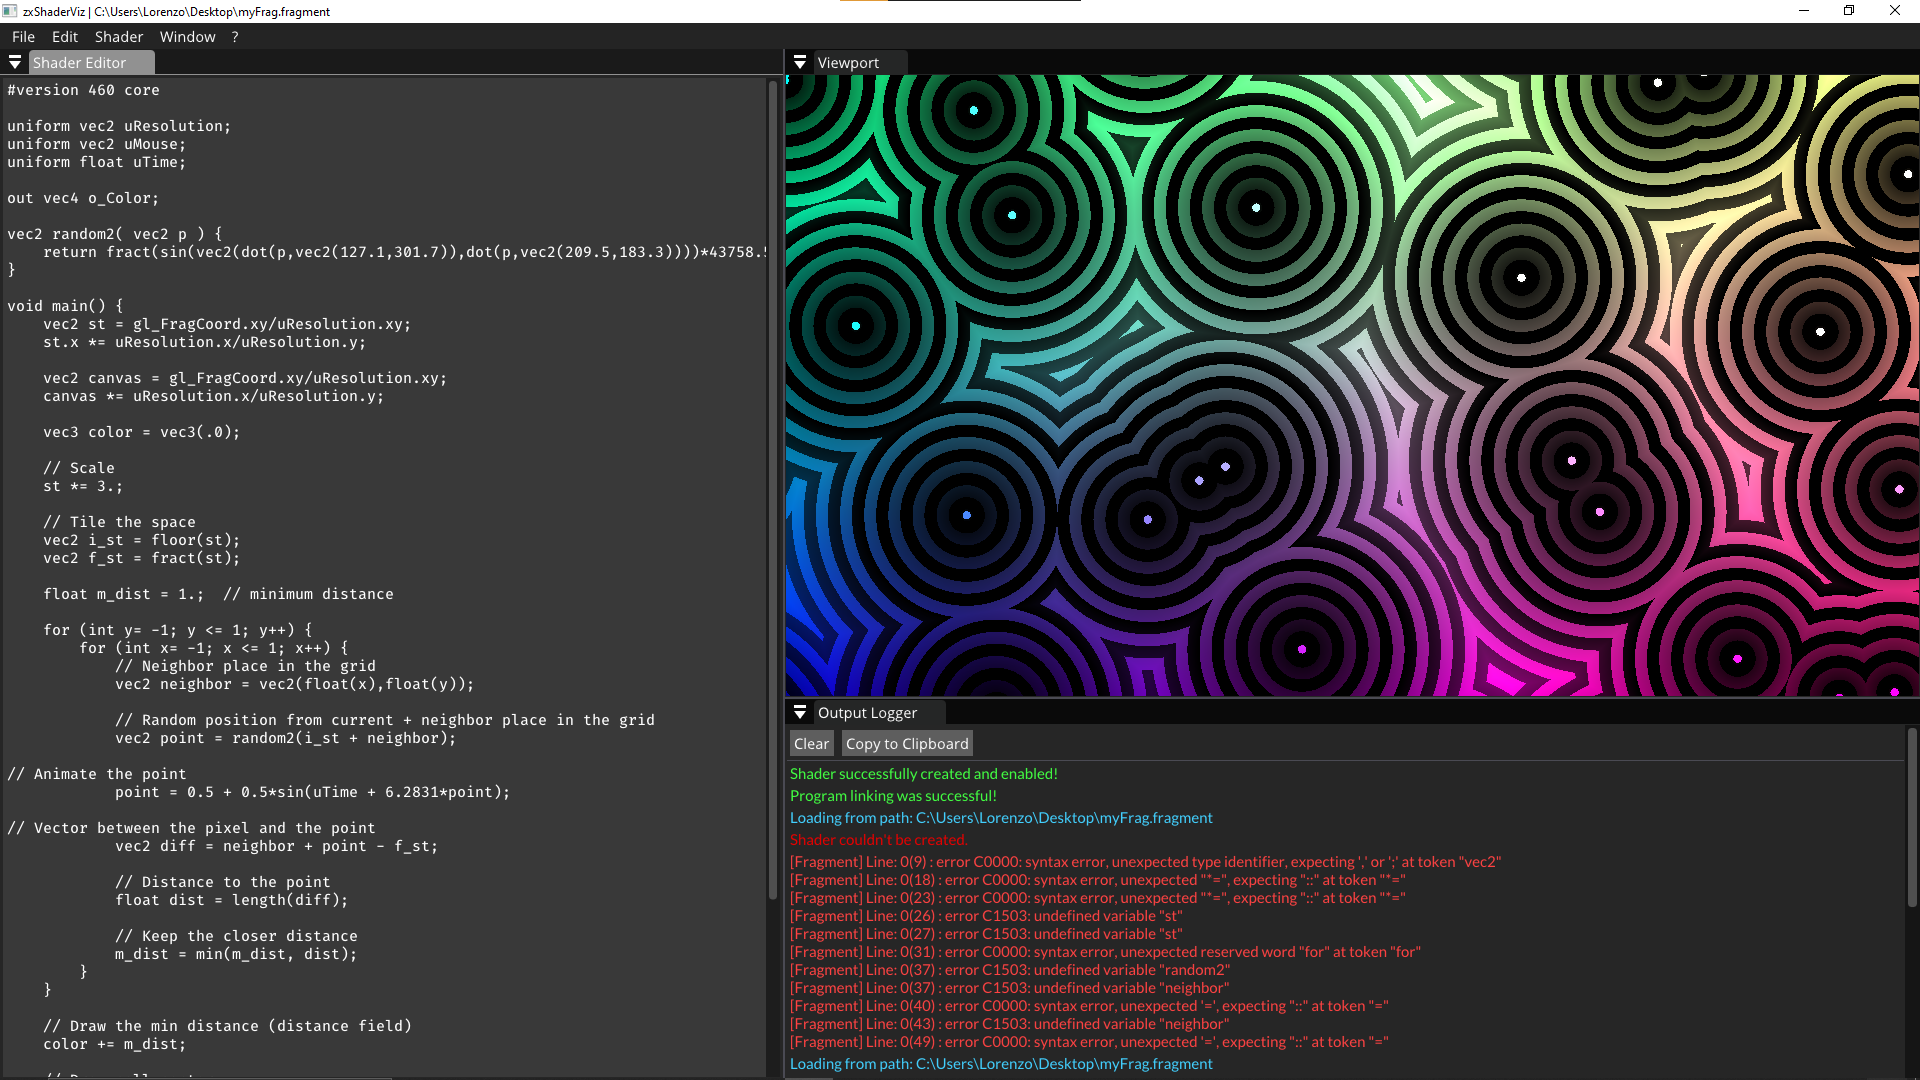 zxShaderViz | C:\Users\Lorenzo\Desktop\myFrag.fragment
File Edit Shader Window ?
Shader Editor
#version 460 core
uniform vec2 uResolution;
uniform vec2 uMouse;
uniform float uTime;
out vec4 o_Color;
vec2 random2( vec2 p ) {
return fract(sin(vec2(dot(p,vec2(127.1,301.7)),dot(p,vec2(209.5,183.3))))*43758.5
}
void main() {
vec2 st = gl_FragCoord.xy/uResolution.xy;
st.x *= uResolution.x/uResolution.y;
vec2 canvas = gl_FragCoord.xy/uResolution.xy;
canvas *= uResolution.x/uResolution.y;
vec3 color = vec3(.0);
// Scale
st *= 3.;
// Tile the space
vec2 i_st = floor(st);
vec2 f_st = fract(st);
float m_dist = 1.;  // minimum distance
for (int y= -1; y <= 1; y++) {
for (int x= -1; x <= 1; x++) {
// Neighbor place in the grid
vec2 neighbor = vec2(float(x),float(y));
// Random position from current + neighbor place in the grid
vec2 point = random2(i_st + neighbor);
// Animate the point
point = 0.5 + 0.5*sin(uTime + 6.2831*point);
// Vector between the pixel and the point
vec2 diff = neighbor + point - f_st;
// Distance to the point
float dist = length(diff);
// Keep the closer distance
m_dist = min(m_dist, dist);
}
}
// Draw the min distance (distance field)
color += m_dist;
Viewport
Output Logger
Clear Copy to Clipboard
Shader successfully created and enabled!
Program linking was successful!
Loading from path: C:\Users\Lorenzo\Desktop\myFrag.fragment
Shader couldn't be created.
[Fragment] Line: 0(9) : error C0000: syntax error, unexpected type identifier, expecting ',' or ';' at token "vec2"
[Fragment] Line: 0(18) : error C0000: syntax error, unexpected "*=", expecting "::" at token "*="
[Fragment] Line: 0(23) : error C0000: syntax error, unexpected "*=", expecting "::" at token "*="
[Fragment] Line: 0(26) : error C1503: undefined variable "st"
[Fragment] Line: 0(27) : error C1503: undefined variable "st"
[Fragment] Line: 0(31) : error C0000: syntax error, unexpected reserved word "for" at token "for"
[Fragment] Line: 0(37) : error C1503: undefined variable "random2"
[Fragment] Line: 0(37) : error C1503: undefined variable "neighbor"
[Fragment] Line: 0(40) : error C0000: syntax error, unexpected '=', expecting "::" at token "="
[Fragment] Line: 0(43) : error C1503: undefined variable "neighbor"
[Fragment] Line: 0(49) : error C0000: syntax error, unexpected '=', expecting "::" at token "="
Loading from path: C:\Users\Lorenzo\Desktop\myFrag.fragment